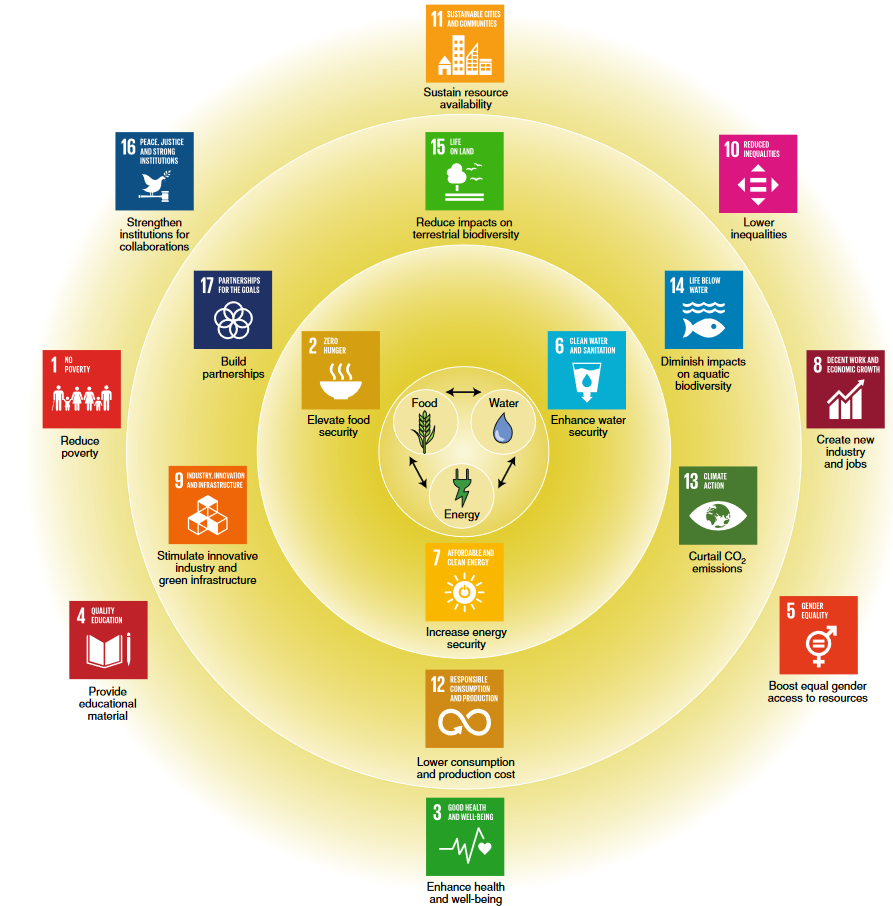 11 SUSTAINABLE CITIES
AND COMMUNITIES
Sustain resource
availability
16 PEACE, JUSTICE
AND STRONG
INSTITUTIONS
Strengthen
institutions for
collaborations
15 LIFE
ON LAND
Reduce impacts on
terrestrial biodiversity
10 REDUCED
INEQUALITIES
Lower
inequalities
17 PARTNERSHIPS
FOR THE GOALS
Build
partnerships
14 LIFE BELOW
WATER
Diminish impacts
on aquatic
biodiversity
1 NO
POVERTY
Reduce
poverty
2 ZERO
HUNGER
Elevate food
security
6 CLEAN WATER
AND SANITATION
Enhance water
security
8 DECENT WORK AND
ECONOMIC GROWTH
Create new
industry
and jobs
Food
Water
Energy
9 INDUSTRY, INNOVATION
AND INFRASTRUCTURE
Stimulate innovative
industry and
green infrastructure
13 CLIMATE
ACTION
Curtail CO₂
emissions
7 AFFORDABLE AND
CLEAN ENERGY
Increase energy
security
4 QUALITY
EDUCATION
Provide
educational
material
5 GENDER
EQUALITY
Boost equal gender
access to resources
12 RESPONSIBLE
CONSUMPTION
AND PRODUCTION
Lower consumption
and production cost
3 GOOD HEALTH
AND WELL-BEING
Enhance health
and well-being